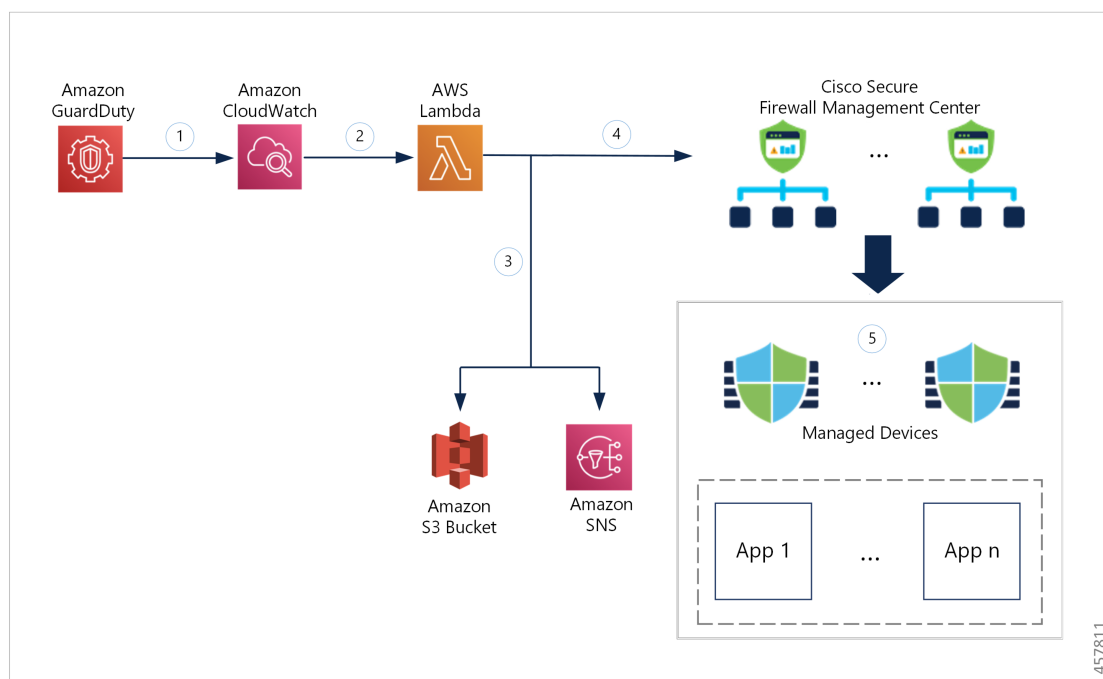 Amazon
GuardDuty
Amazon
CloudWatch
AWS
Lambda
Cisco Secure
Firewall Management Center
1
2
4
...
3
5
...
Managed Devices
Amazon
S3 Bucket
Amazon
SNS
App 1
...
App n
457811